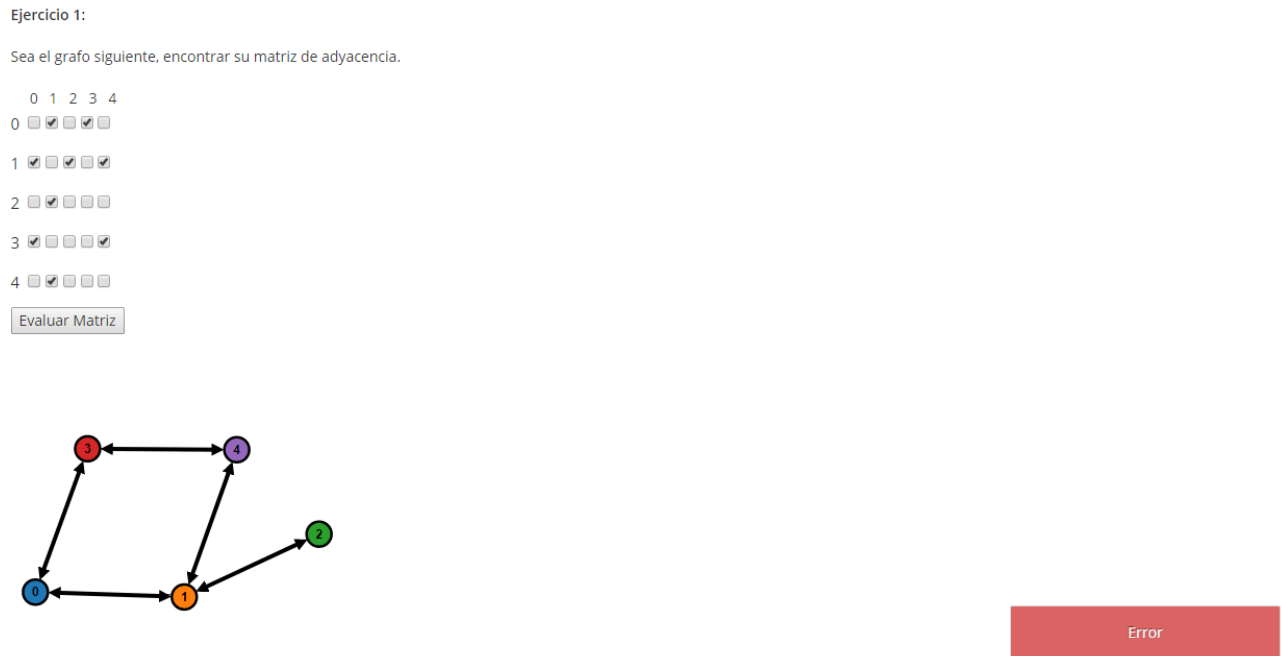 Ejercicio 1:
Sea el grafo siguiente, encontrar su matriz de adyacencia.
0 1 2 3 4
0
1
2
3
4
Evaluar Matriz
3
4
2
0
1
Error